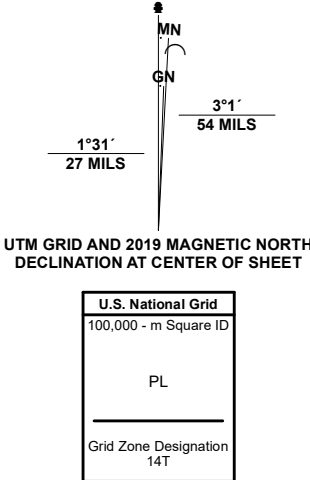 MN
GN
3°1´
54 MILS
1°31´
27 MILS
UTM GRID AND 2019 MAGNETIC NORTH
DECLINATION AT CENTER OF SHEET
U.S. National Grid
100,000 - m Square ID
PL
Grid Zone Designation
14T